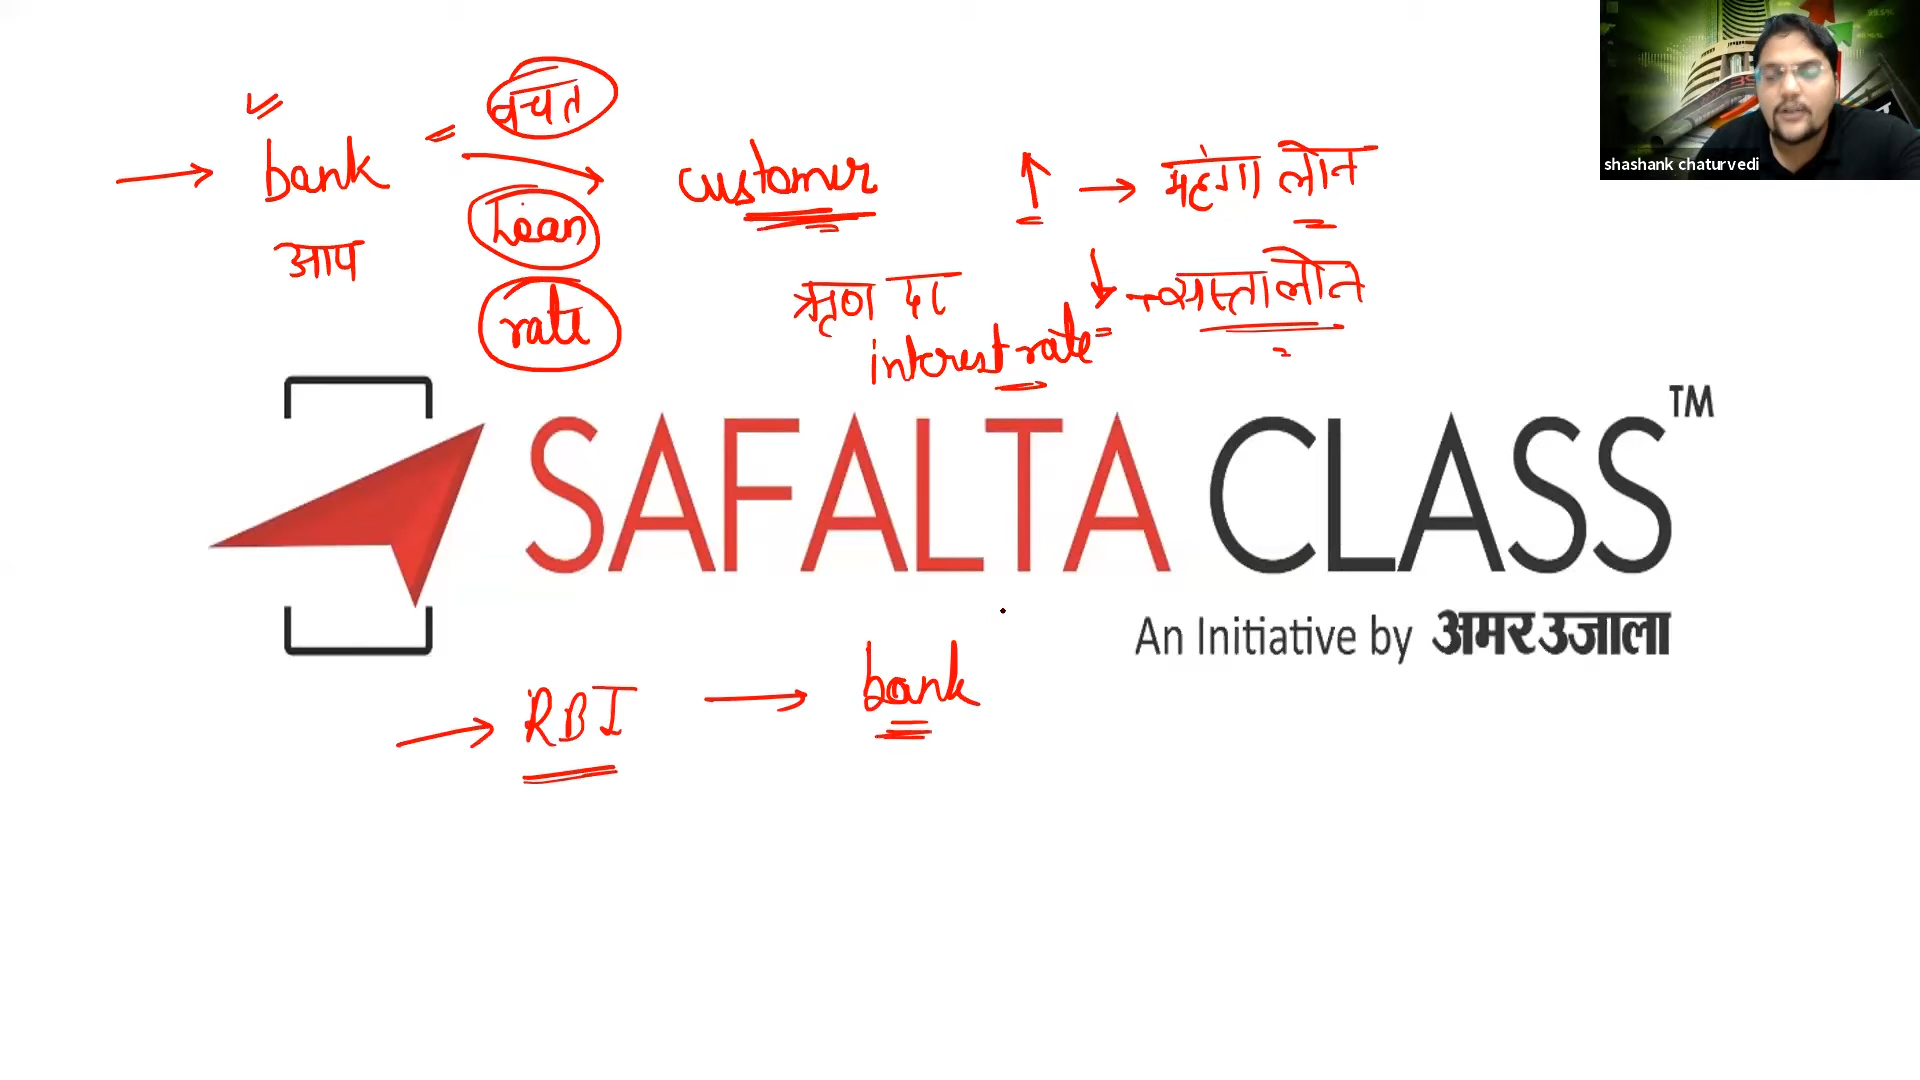 shashank chaturvedi
बचत
bank
customer
↑ → महंगा लोन
Loan
आप
ऋण दर
↓ → सस्ता लोन
rate
interest rate
SAFALTA CLASS™
An Initiative by अमर उजाला
→ RBI → bank